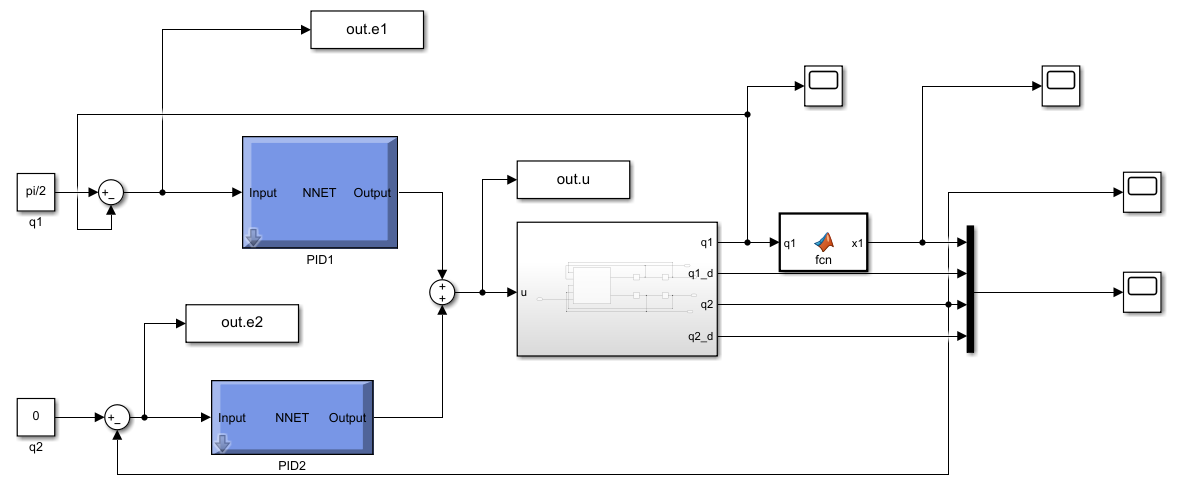 out.e1
pi/2
q1
Input NNET Output
PID1
out.u
q1
q1_d
q2
q2_d
u
q1 x1
fcn
out.e2
0
q2
Input NNET Output
PID2
+
−
+
+
+
−